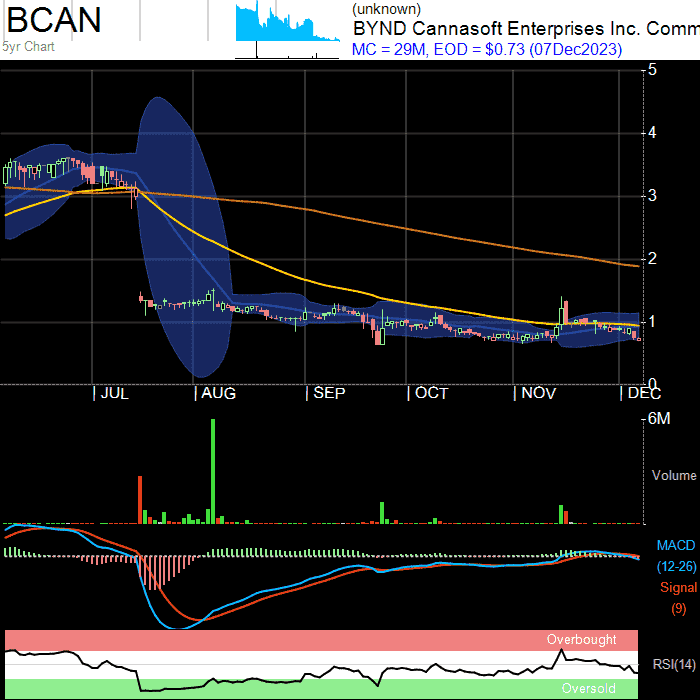 BCAN
5yr Chart
(unknown)
BYND Cannasoft Enterprises Inc. Comm
MC = 29M, EOD = $0.73 (07Dec2023)
5
4
3
2
1
0
JUL AUG SEP OCT NOV DEC
6M
Volume
MACD
(12-26)
Signal
(9)
Overbought
RSI(14)
Oversold